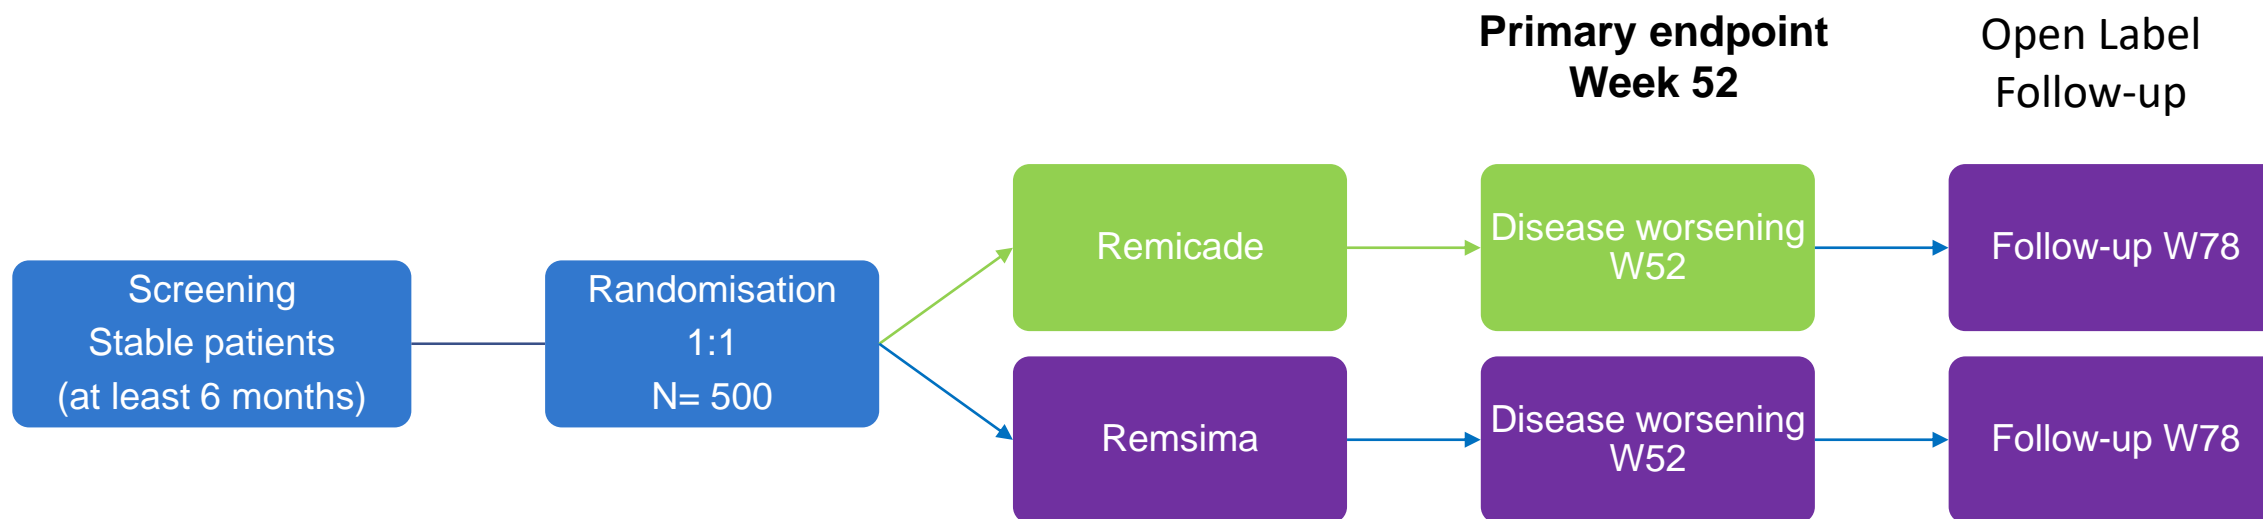 Primary endpoint
Week 52
Open Label
Follow-up
Screening
Stable patients
(at least 6 months)
Randomisation
1:1
N= 500
Remicade
Disease worsening
W52
Follow-up W78
Remsima
Disease worsening
W52
Follow-up W78